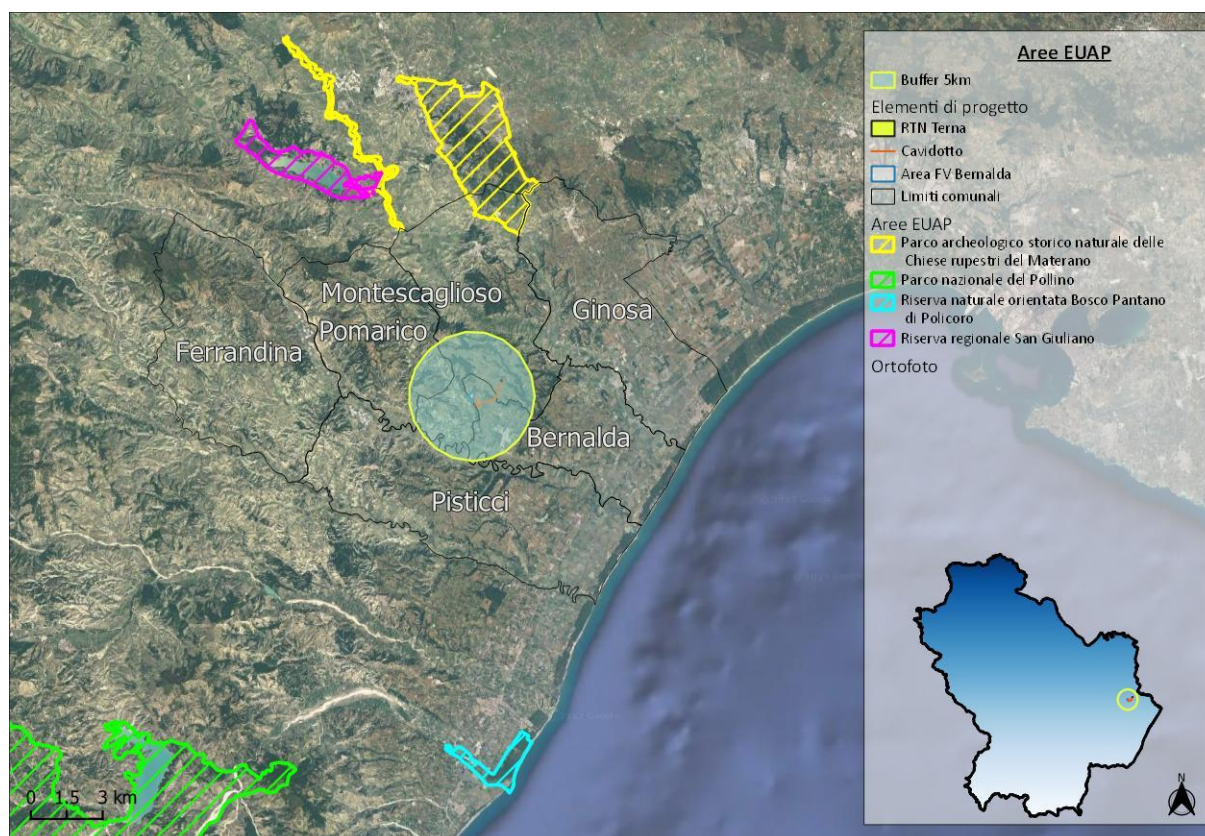 Aree EUAP
Buffer 5km
Elementi di progetto
RTN Terna
Cavidotto
Area FV Bernalda
Limiti comunali
Aree EUAP
Parco archeologico storico naturale delle
Chiese rupestri del Materano
Parco nazionale del Pollino
Riserva naturale orientata Bosco Pantano
di Policoro
Riserva regionale San Giuliano
Ortofoto
Montescaglioso
Pomarico
Ginosa
Ferrandina
Bernalda
Pisticci
0 1.5 3 km
N